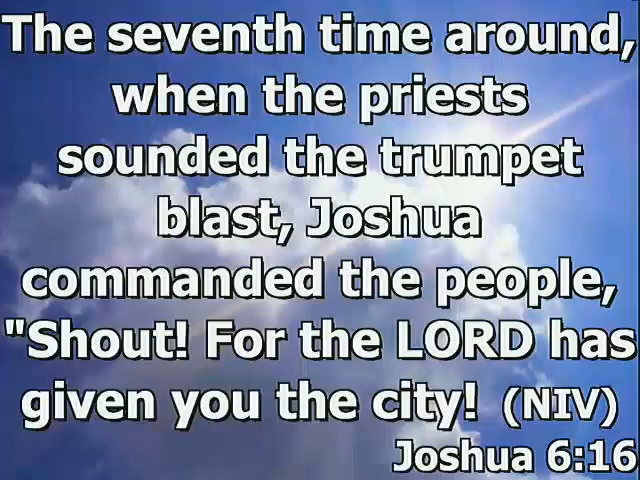 The seventh time around,
when the priests
sounded the trumpet
blast, Joshua
commanded the people,
"Shout! For the LORD has
given you the city! (NIV)
Joshua 6:16